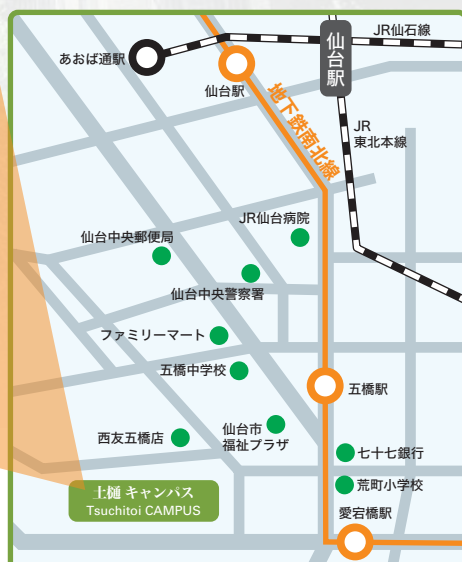 JR仙石線
あおば通駅
仙台駅
仙台駅
地下鉄南北線
JR
東北本線
JR仙台病院
仙台中央郵便局
仙台中央警察署
ファミリーマート
五橋中学校
五橋駅
仙台市
福祉プラザ
西友五橋店
七十七銀行
荒町小学校
土樋 キャンパス
Tsuchitoi CAMPUS
愛宕橋駅